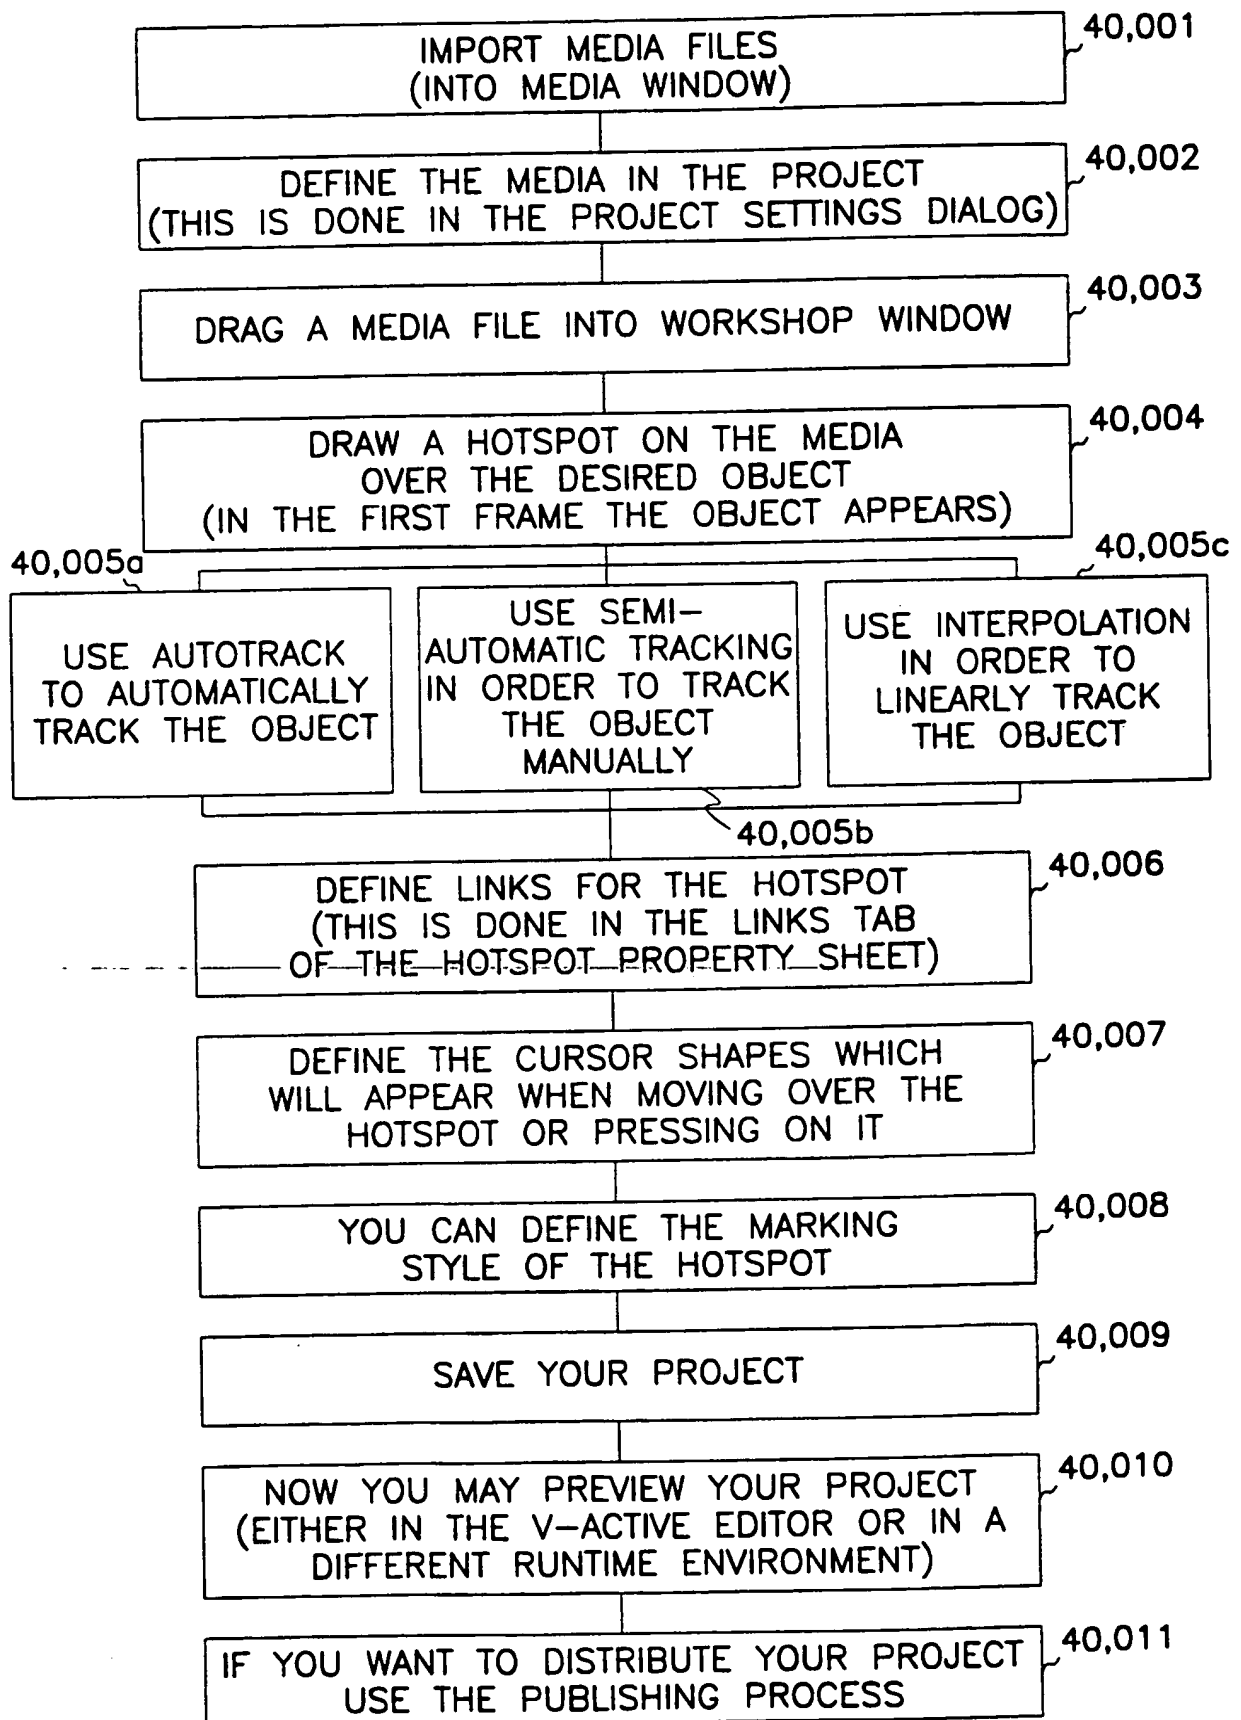 40,001
IMPORT MEDIA FILES
(INTO MEDIA WINDOW)
40,002
DEFINE THE MEDIA IN THE PROJECT
(THIS IS DONE IN THE PROJECT SETTINGS DIALOG)
40,003
DRAG A MEDIA FILE INTO WORKSHOP WINDOW
40,004
DRAW A HOTSPOT ON THE MEDIA
OVER THE DESIRED OBJECT
(IN THE FIRST FRAME THE OBJECT APPEARS)
40,005a
USE AUTOTRACK
TO AUTOMATICALLY
TRACK THE OBJECT
USE SEMI-
AUTOMATIC TRACKING
IN ORDER TO TRACK
THE OBJECT
MANUALLY
40,005b
40,005c
USE INTERPOLATION
IN ORDER TO
LINEARLY TRACK
THE OBJECT
40,006
DEFINE LINKS FOR THE HOTSPOT
(THIS IS DONE IN THE LINKS TAB
OF THE HOTSPOT PROPERTY SHEET)
40,007
DEFINE THE CURSOR SHAPES WHICH
WILL APPEAR WHEN MOVING OVER THE
HOTSPOT OR PRESSING ON IT
40,008
YOU CAN DEFINE THE MARKING
STYLE OF THE HOTSPOT
40,009
SAVE YOUR PROJECT
40,010
NOW YOU MAY PREVIEW YOUR PROJECT
(EITHER IN THE V-ACTIVE EDITOR OR IN A
DIFFERENT RUNTIME ENVIRONMENT)
40,011
IF YOU WANT TO DISTRIBUTE YOUR PROJECT
USE THE PUBLISHING PROCESS